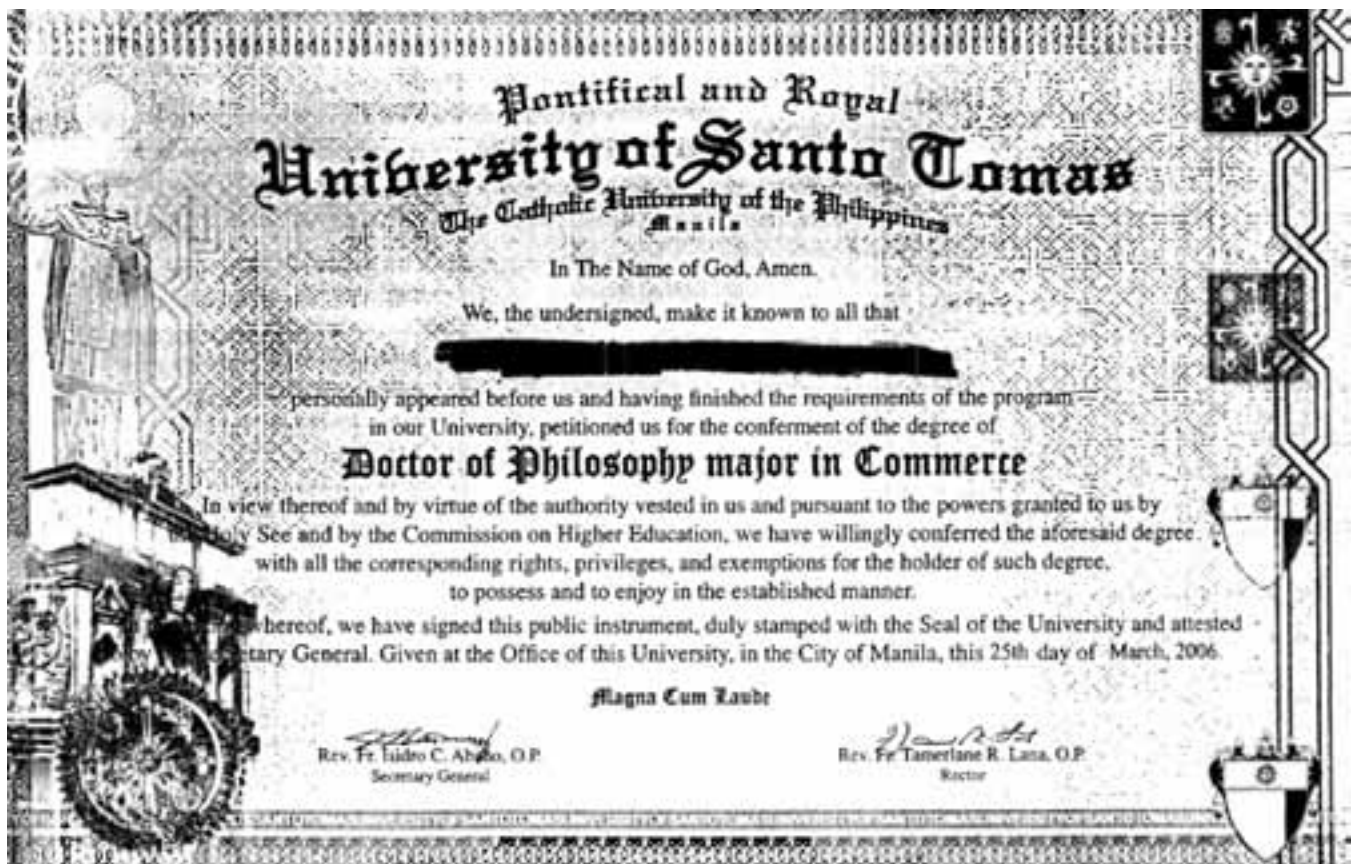 Pontifical and Royal
University of Santo Tomas
The Catholic University of the Philippines
Manila
In The Name of God, Amen.
We, the undersigned, make it known to all that
personally appeared before us and having finished the requirements of the program
in our University, petitioned us for the conferment of the degree of
Doctor of Philosophy major in Commerce
In view thereof and by virtue of the authority vested in us and pursuant to the powers granted to us by
Holy See and by the Commission on Higher Education, we have willingly conferred the aforesaid degree
with all the corresponding rights, privileges, and exemptions for the holder of such degree,
to possess and to enjoy in the established manner.
whereof, we have signed this public instrument, duly stamped with the Seal of the University and attested
General. Given at the Office of this University, in the City of Manila, this 25th day of March, 2006.
Magna Cum Laude
Rev. Fr. Isidro C. Abaño, O.P.
Secretary General
Rev. Fr. Tamerlane R. Lana, O.P.
Rector